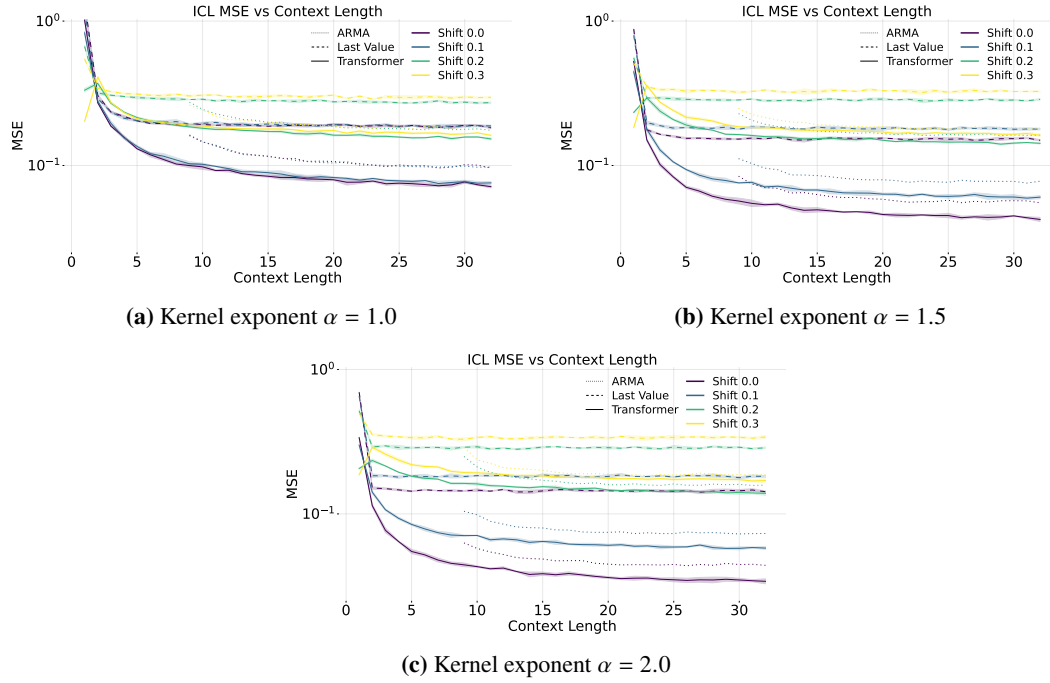 ICL MSE vs Context Length
10⁰
10⁻¹
MSE
ARMA
Last Value
Transformer
Shift 0.0
Shift 0.1
Shift 0.2
Shift 0.3
0 5 10 15 20 25 30
Context Length
(a) Kernel exponent α = 1.0
ICL MSE vs Context Length
10⁰
10⁻¹
MSE
ARMA
Last Value
Transformer
Shift 0.0
Shift 0.1
Shift 0.2
Shift 0.3
0 5 10 15 20 25 30
Context Length
(b) Kernel exponent α = 1.5
ICL MSE vs Context Length
10⁰
10⁻¹
MSE
ARMA
Last Value
Transformer
Shift 0.0
Shift 0.1
Shift 0.2
Shift 0.3
0 5 10 15 20 25 30
Context Length
(c) Kernel exponent α = 2.0